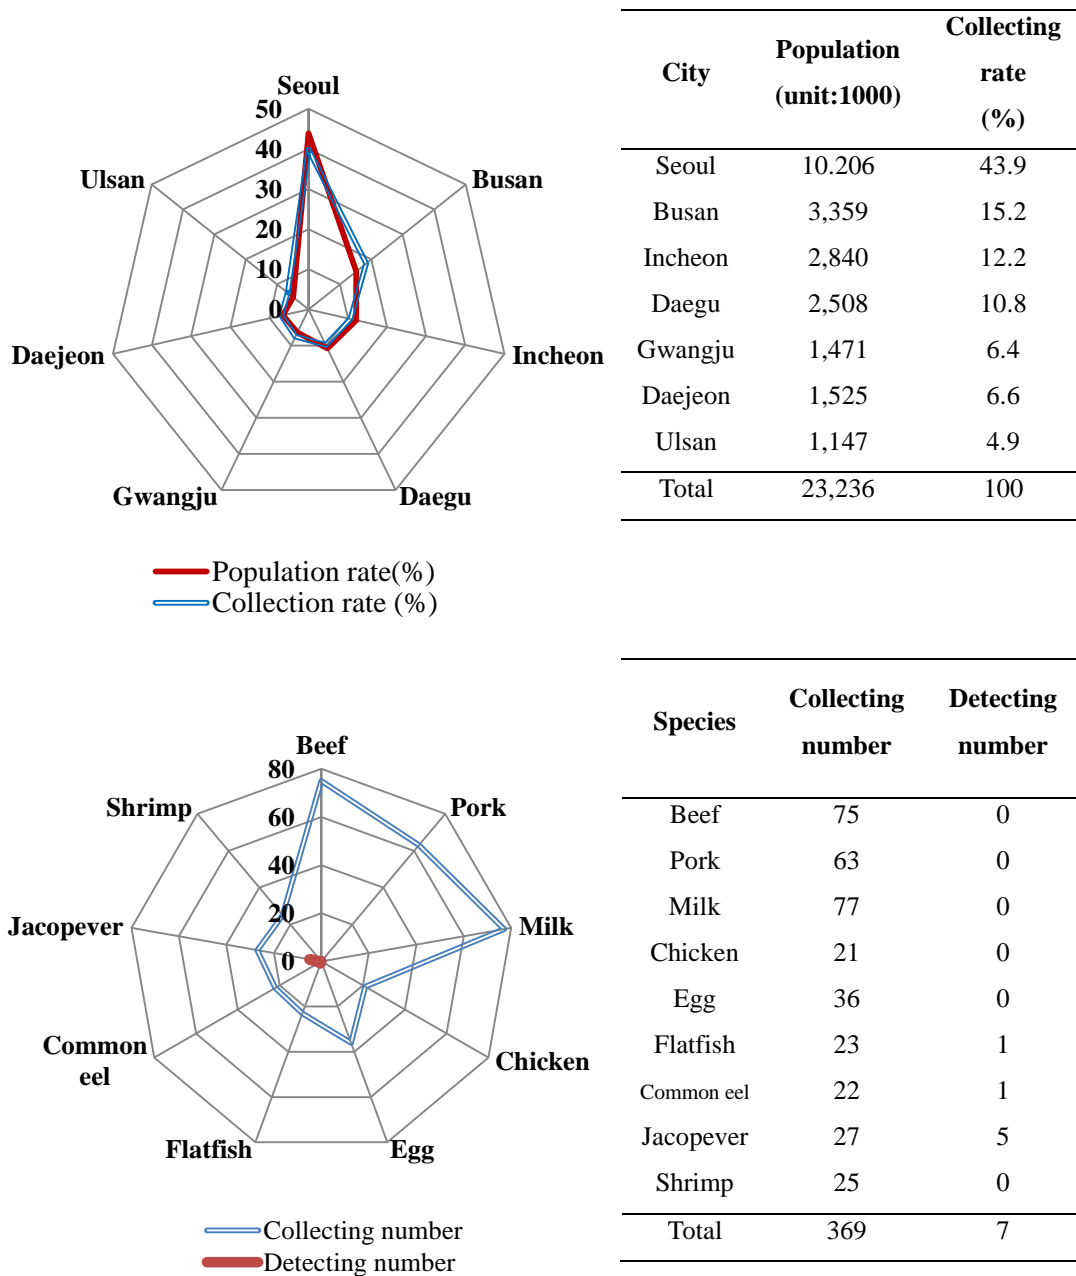 Seoul
50
40
30
20
10
0
Busan
Incheon
Daegu
Gwangju
Daejeon
Ulsan
Population rate(%)
Collection rate (%)
City Population (unit:1000) Collecting rate (%)
Seoul 10.206 43.9
Busan 3,359 15.2
Incheon 2,840 12.2
Daegu 2,508 10.8
Gwangju 1,471 6.4
Daejeon 1,525 6.6
Ulsan 1,147 4.9
Total 23,236 100
Beef
80
60
40
20
0
Pork
Milk
Chicken
Egg
Flatfish
Common
eel
Jacopever
Shrimp
Collecting number
Detecting number
Species Collecting number Detecting number
Beef 75 0
Pork 63 0
Milk 77 0
Chicken 21 0
Egg 36 0
Flatfish 23 1
Common eel 22 1
Jacopever 27 5
Shrimp 25 0
Total 369 7